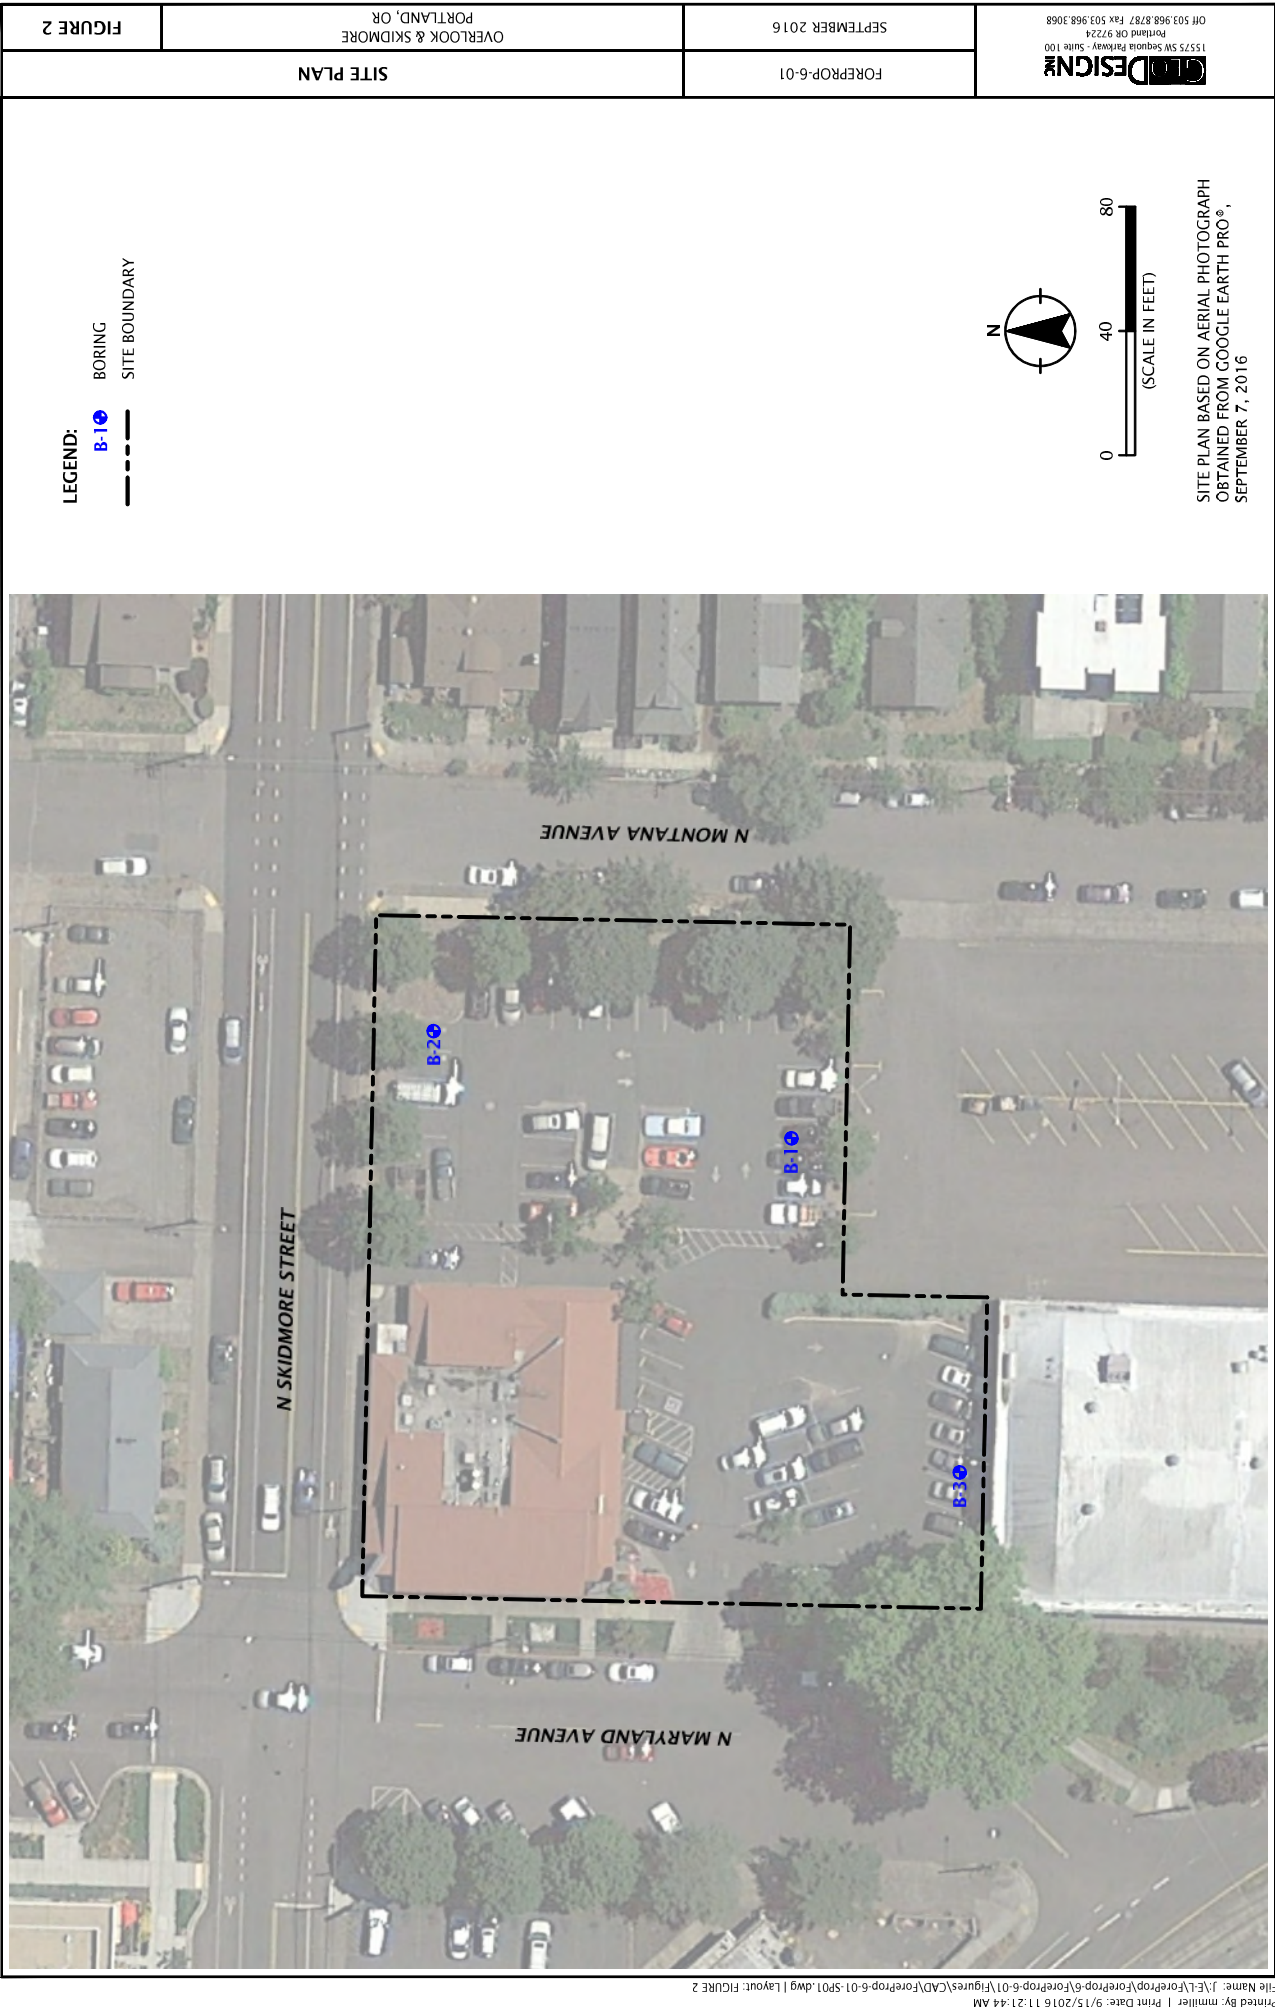 FIGURE 2
OVERLOOK & SKIDMORE
PORTLAND, OR
SITE PLAN
SEPTEMBER 2016
FOREPROP-6-01
GEODESIGN INC
15575 SW Sequoia Parkway - Suite 100
Portland OR 97224
Off 503.968.8787 Fax 503.968.3068
LEGEND:
B-1 BORING
SITE BOUNDARY
N
0 40 80
(SCALE IN FEET)
SITE PLAN BASED ON AERIAL PHOTOGRAPH
OBTAINED FROM GOOGLE EARTH PRO®,
SEPTEMBER 7, 2016
N MONTANA AVENUE
B-2
B-1
N SKIDMORE STREET
B-3
N MARYLAND AVENUE
Printed By: mmiller | Print Date: 9/15/2016 11:21:44 AM
File Name: J:\E-L\ForeProp\ForeProp-6\ForeProp-6-01\Figures\CAD\ForeProp-6-01-SP01.dwg | Layout: FIGURE 2